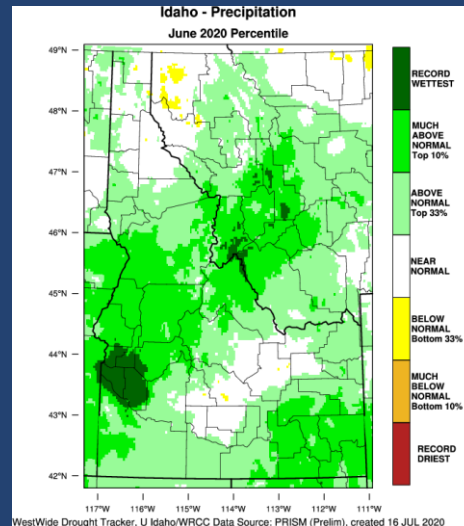 Idaho - Precipitation
June 2020 Percentile
49°N
48°N
47°N
46°N
45°N
44°N
43°N
42°N
117°W 116°W 115°W 114°W 113°W 112°W 111°W
RECORD
WETTEST
MUCH
ABOVE
NORMAL
Top 10%
ABOVE
NORMAL
Top 33%
NEAR
NORMAL
BELOW
NORMAL
Bottom 33%
MUCH
BELOW
NORMAL
Bottom 10%
RECORD
DRIEST
WestWide Drought Tracker, U Idaho/WRCC Data Source: PRISM (Prelim), created 16 JUL 2020